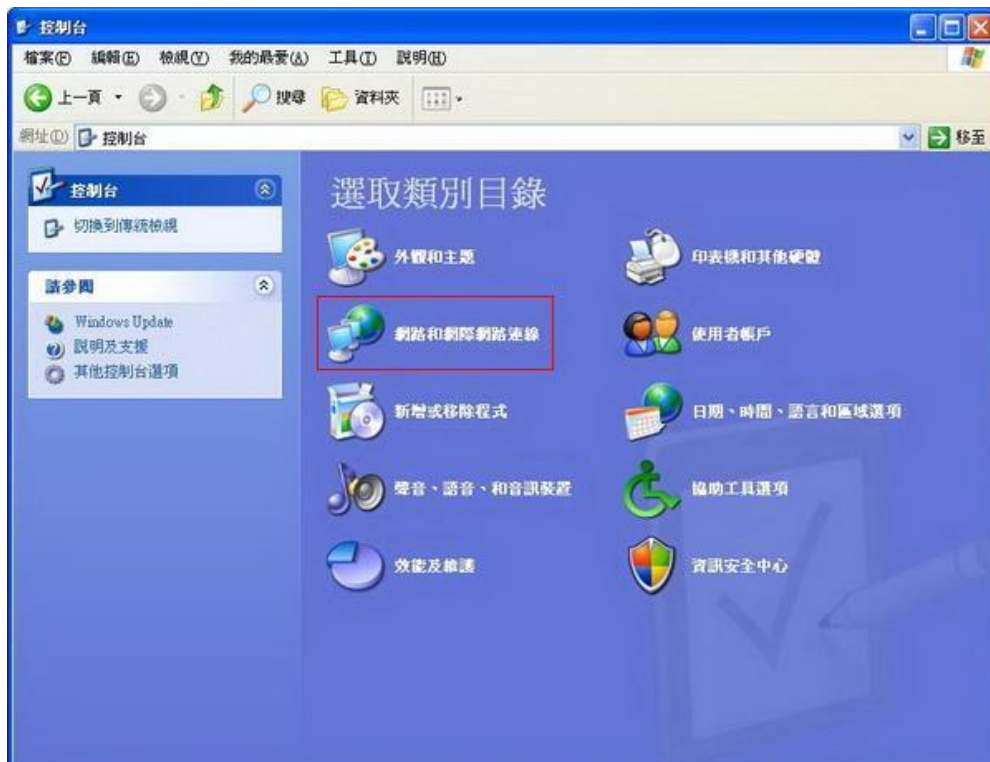 控制台
檔案(F) 編輯(E) 檢視(V) 我的最愛(A) 工具(T) 說明(H)
上一頁 搜尋 資料夾
網址(D) 控制台 移至
控制台
切換到傳統檢視
請參閱
Windows Update
說明及支援
其他控制台選項
選取類別目錄
外觀和主題
印表機和其他硬體
網路和網際網路連線
使用者帳戶
新增或移除程式
日期、時間、語言和區域選項
聲音、語音、和音訊裝置
協助工具選項
效能及維護
資訊安全中心